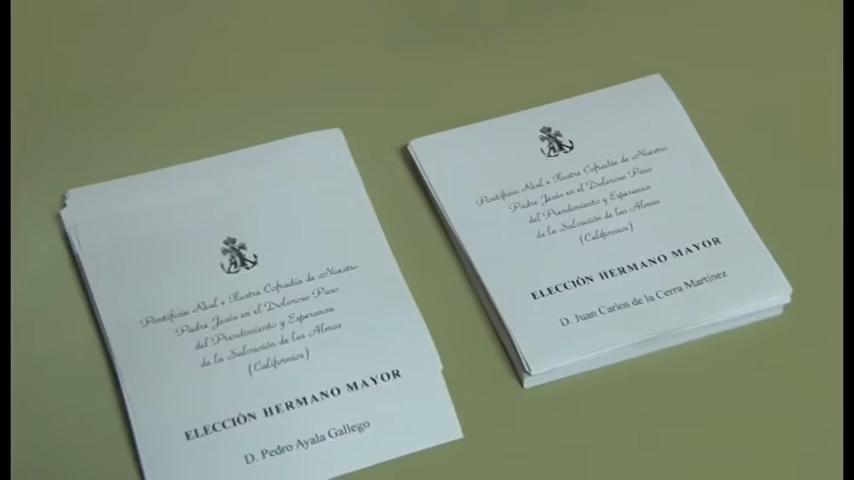 Pontificia Real e Ilustre Cofradía de Nuestro
Padre Jesús en el Doloroso Paso
del Prendimiento y Esperanza
de la Salvación de las Almas
(Californios)
ELECCIÓN HERMANO MAYOR
D. Pedro Ayala Gallego
Pontificia Real e Ilustre Cofradía de Nuestro
Padre Jesús en el Doloroso Paso
del Prendimiento y Esperanza
de la Salvación de las Almas
(Californios)
ELECCIÓN HERMANO MAYOR
D. Juan Carlos de la Cerra Martínez